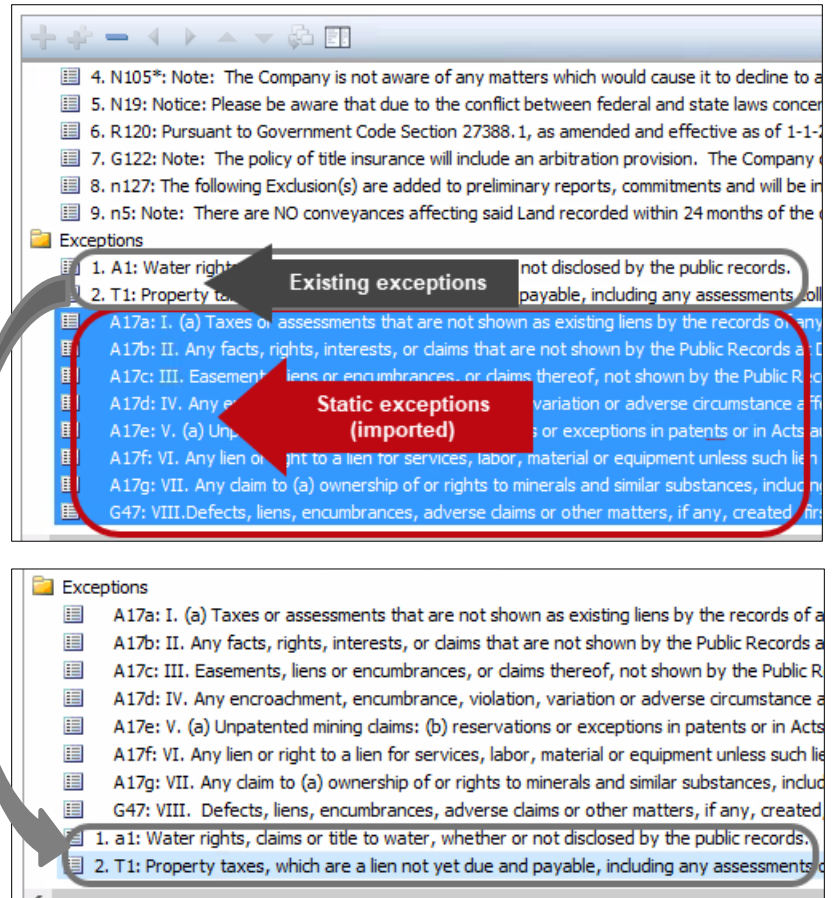 4. N105*: Note: The Company is not aware of any matters which would cause it to decline to a
5. N19: Notice: Please be aware that due to the conflict between federal and state laws concer
6. R120: Pursuant to Government Code Section 27388.1, as amended and effective as of 1-1-2
7. G122: Note: The policy of title insurance will include an arbitration provision. The Company
8. n127: The following Exclusion(s) are added to preliminary reports, commitments and will be in
9. n5: Note: There are NO conveyances affecting said Land recorded within 24 months of the
Exceptions
1. A1: Water right not disclosed by the public records.
2. T1: Property ta payable, including any assessments coll
Existing exceptions
A17a: I. (a) Taxes or assessments that are not shown as existing liens by the records of any
A17b: II. Any facts, rights, interests, or claims that are not shown by the Public Records a
A17c: III. Easement liens or encumbrances, or claims thereof, not shown by the Public Rec
A17d: IV. Any e variation or adverse circumstance affe
A17e: V. (a) Unp s or exceptions in patents or in Acts au
Static exceptions
(imported)
A17f: VI. Any lien or right to a lien for services, labor, material or equipment unless such lien
A17g: VII. Any claim to (a) ownership of or rights to minerals and similar substances, including
G47: VIII.Defects, liens, encumbrances, adverse claims or other matters, if any, created, firs
Exceptions
A17a: I. (a) Taxes or assessments that are not shown as existing liens by the records of a
A17b: II. Any facts, rights, interests, or claims that are not shown by the Public Records a
A17c: III. Easements, liens or encumbrances, or claims thereof, not shown by the Public R
A17d: IV. Any encroachment, encumbrance, violation, variation or adverse circumstance a
A17e: V. (a) Unpatented mining claims: (b) reservations or exceptions in patents or in Acts
A17f: VI. Any lien or right to a lien for services, labor, material or equipment unless such lie
A17g: VII. Any claim to (a) ownership of or rights to minerals and similar substances, includ
G47: VIII. Defects, liens, encumbrances, adverse claims or other matters, if any, created,
1. a1: Water rights, claims or title to water, whether or not disclosed by the public records.
2. T1: Property taxes, which are a lien not yet due and payable, including any assessments c